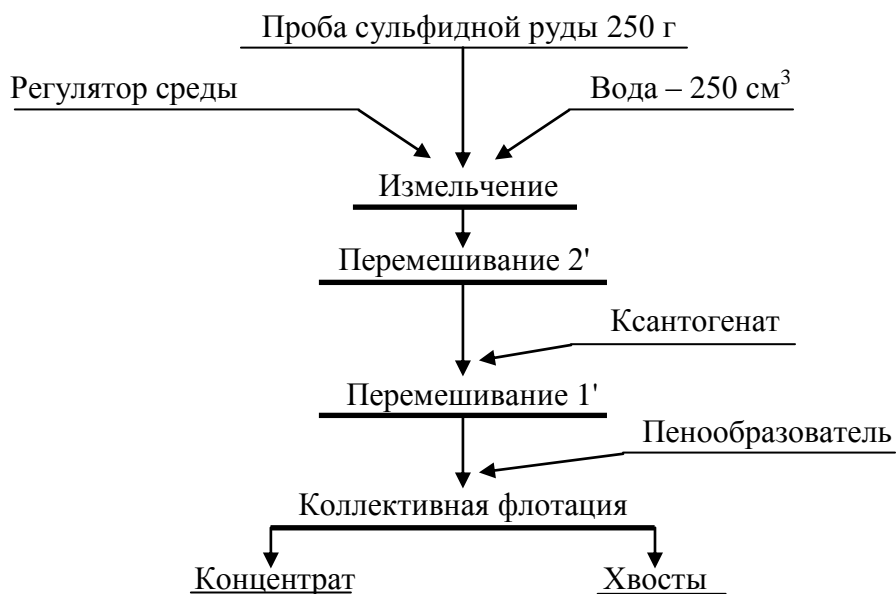 Проба сульфидной руды 250 г
Регулятор среды
Вода – 250 см³
Измельчение
Перемешивание 2'
Ксантогенат
Перемешивание 1'
Пенообразователь
Коллективная флотация
Концентрат
Хвосты